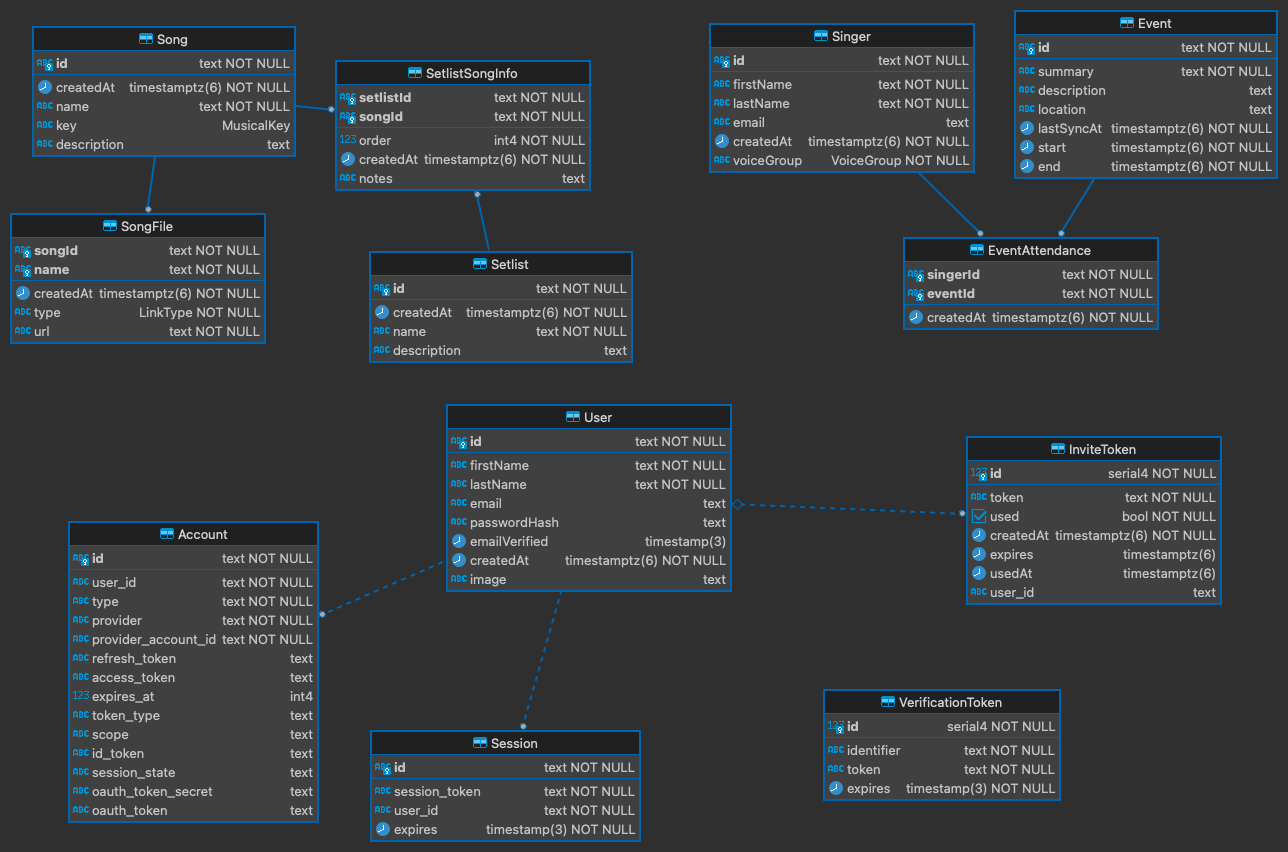 Song
id text NOT NULL
createdAt timestamptz(6) NOT NULL
name text NOT NULL
key MusicalKey
description text
SetlistSongInfo
setlistId text NOT NULL
songId text NOT NULL
order int4 NOT NULL
createdAt timestamptz(6) NOT NULL
notes text
Singer
id text NOT NULL
firstName text NOT NULL
lastName text NOT NULL
email text
createdAt timestamptz(6) NOT NULL
voiceGroup VoiceGroup NOT NULL
Event
id text NOT NULL
summary text NOT NULL
description text
location text
lastSyncAt timestamptz(6) NOT NULL
start timestamptz(6) NOT NULL
end timestamptz(6) NOT NULL
SongFile
songId text NOT NULL
name text NOT NULL
createdAt timestamptz(6) NOT NULL
type LinkType NOT NULL
url text NOT NULL
Setlist
id text NOT NULL
createdAt timestamptz(6) NOT NULL
name text NOT NULL
description text
EventAttendance
singerId text NOT NULL
eventId text NOT NULL
createdAt timestamptz(6) NOT NULL
User
id text NOT NULL
firstName text NOT NULL
lastName text NOT NULL
email text
passwordHash text
emailVerified timestamp(3)
createdAt timestamptz(6) NOT NULL
image text
InviteToken
id serial4 NOT NULL
token text NOT NULL
used bool NOT NULL
createdAt timestamptz(6) NOT NULL
expires timestamptz(6)
usedAt timestamptz(6)
user_id text
Account
id text NOT NULL
user_id text NOT NULL
type text NOT NULL
provider text NOT NULL
provider_account_id text NOT NULL
refresh_token text
access_token text
expires_at int4
token_type text
scope text
id_token text
session_state text
oauth_token_secret text
oauth_token text
Session
id text NOT NULL
session_token text NOT NULL
user_id text NOT NULL
expires timestamp(3) NOT NULL
VerificationToken
id serial4 NOT NULL
identifier text NOT NULL
token text NOT NULL
expires timestamp(3) NOT NULL